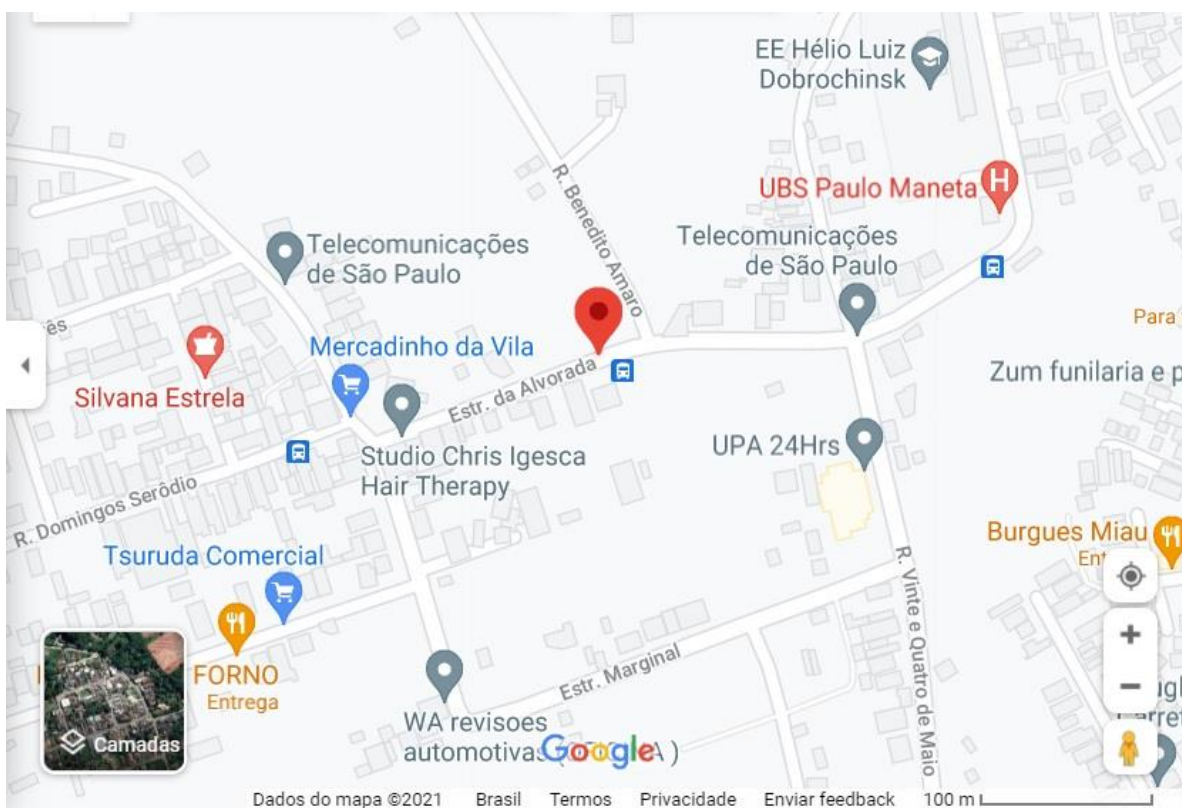 EE Hélio Luiz
Dobrochinsk
R. Benedito Amaro
UBS Paulo Maneta
H
Telecomunicações
de São Paulo
Telecomunicações
de São Paulo
Para
Mercadinho da Vila
Estr. da Alvorada
Zum funilaria e p
Silvana Estrela
Studio Chris Igesca
Hair Therapy
UPA 24Hrs
R. Domingos Seródio
Tsuruda Comercial
Burgues Miau
R. Vinte e Quatro de Maio
FORNO
Entrega
Estr. Marginal
WA revisoes
automotivas
Google
Camadas
Dados do mapa ©2021 Brasil Termos Privacidade Enviar feedback 100 m